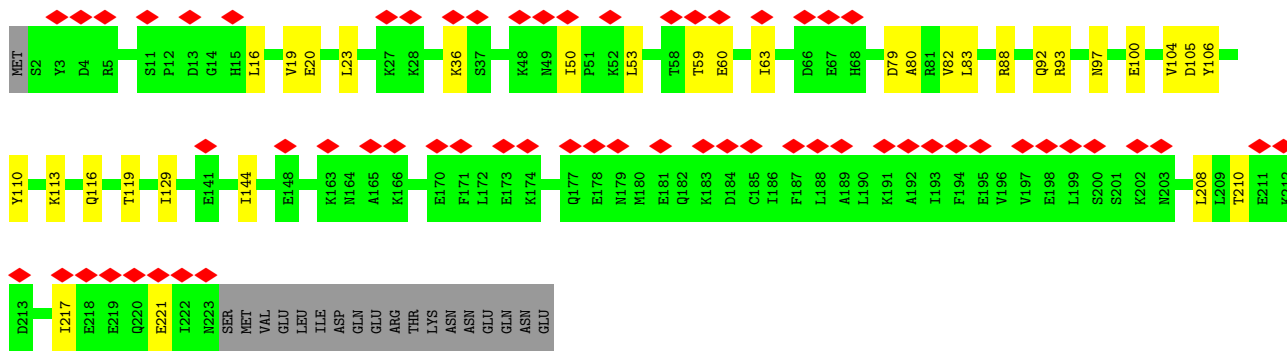 MET S2 Y3 D4 R5 S11 P12 D13 G14 H15 L16 V19 E20 L23 K27 K28 K36 S37 K48 N49 I50 P51 K52 L53 T58 T59 E60 I63 D66 E67 H68 D79 A80 R81 V82 L83 R88 Q92 R93 N97 E100 V104 D105 Y106
Y110 K113 Q116 T119 I129 E141 I144 E148 K163 N164 A165 K166 E170 F171 L172 E173 K174 Q177 E178 N179 M180 E181 Q182 K183 D184 C185 I186 F187 L188 A189 L190 K191 A192 I193 F194 E195 V196 V197 E198 L199 S200 S201 K202 N203 L208 L209 T210 E211 K212
D213 I217 E218 E219 Q220 E221 I222 N223 SER MET VAL GLU LEU ILE ASP GLN GLU ARG THR LYS ASN ASN GLU GLN ASN GLU